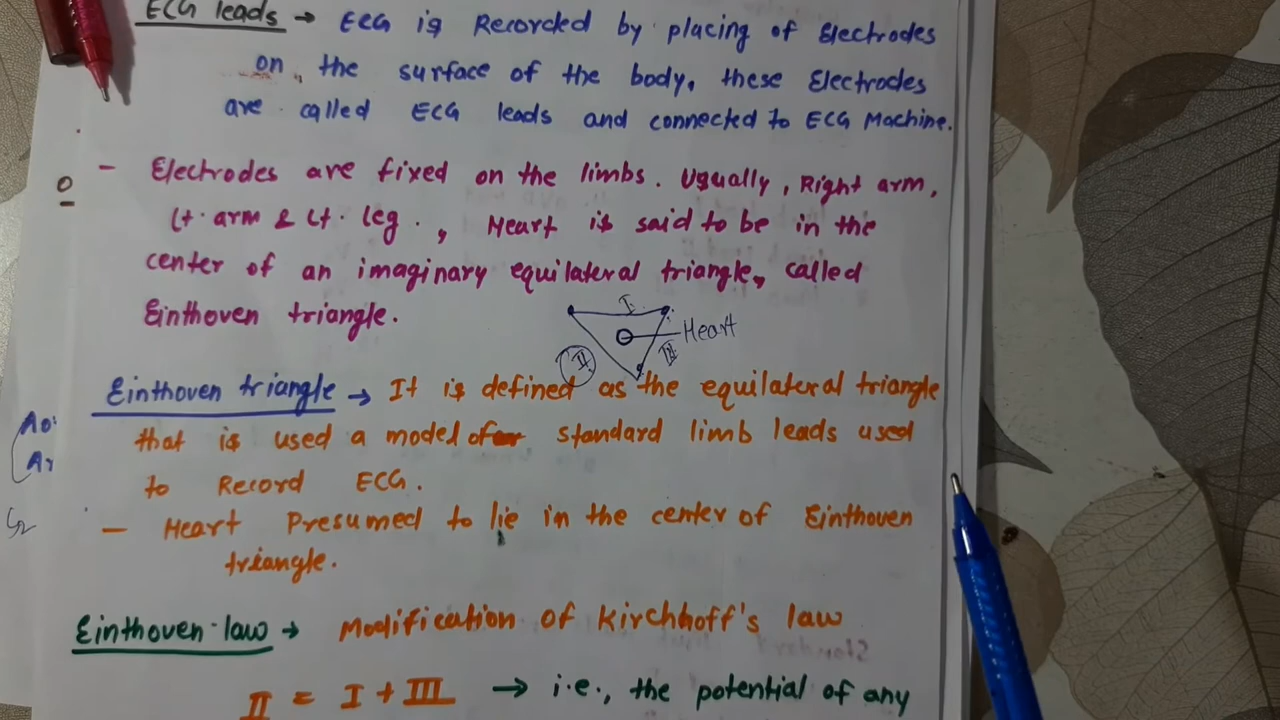 ECG leads → ECG is Recorded by placing of Electrodes
on the surface of the body. these Electrodes
are called ECG leads and connected to ECG Machine.
- Electrodes are fixed on the limbs. Usually, Right arm,
Lt. arm & Lt. leg. , Heart is said to be in the
center of an imaginary equilateral triangle, called
Einthoven triangle.
I
Heart
II
III
Einthoven triangle → It is defined as the equilateral triangle
that is used a model of standard limb leads used
to Record ECG.
- Heart Presumed to lie in the center of Einthoven
triangle.
Einthoven law → Modification of Kirchhoff's law
II = I + III → i.e., the potential of any